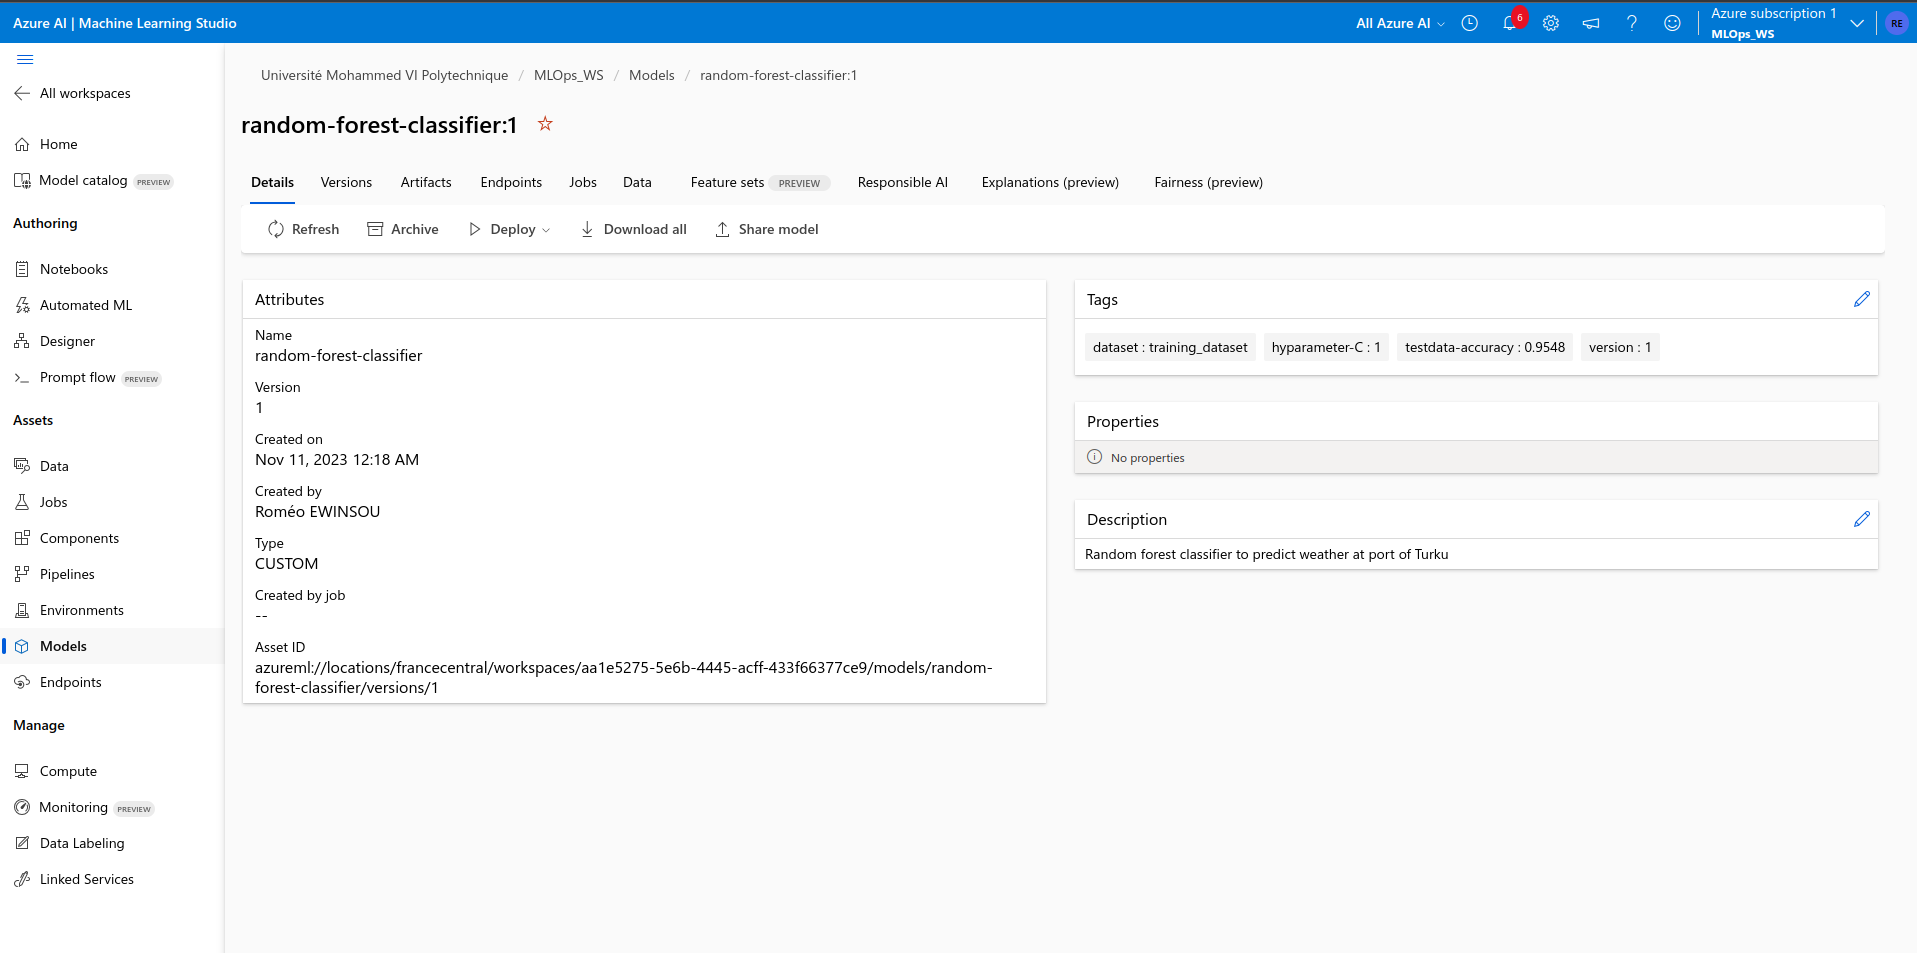 Azure AI | Machine Learning Studio
All Azure AI
6
Azure subscription 1
MLOps_WS
RE
All workspaces
Home
Model catalog PREVIEW
Authoring
Notebooks
Automated ML
Designer
Prompt flow PREVIEW
Assets
Data
Jobs
Components
Pipelines
Environments
Models
Endpoints
Manage
Compute
Monitoring PREVIEW
Data Labeling
Linked Services
Université Mohammed VI Polytechnique / MLOps_WS / Models / random-forest-classifier:1
random-forest-classifier:1
Details Versions Artifacts Endpoints Jobs Data Feature sets PREVIEW Responsible AI Explanations (preview) Fairness (preview)
Refresh Archive Deploy Download all Share model
Attributes
Name
random-forest-classifier
Version
1
Created on
Nov 11, 2023 12:18 AM
Created by
Roméo EWINSOU
Type
CUSTOM
Created by job
--
Asset ID
azureml://locations/francecentral/workspaces/aa1e5275-5e6b-4445-acff-433f66377ce9/models/random-
forest-classifier/versions/1
Tags
dataset : training_dataset hyparameter-C : 1 testdata-accuracy : 0.9548 version : 1
Properties
No properties
Description
Random forest classifier to predict weather at port of Turku